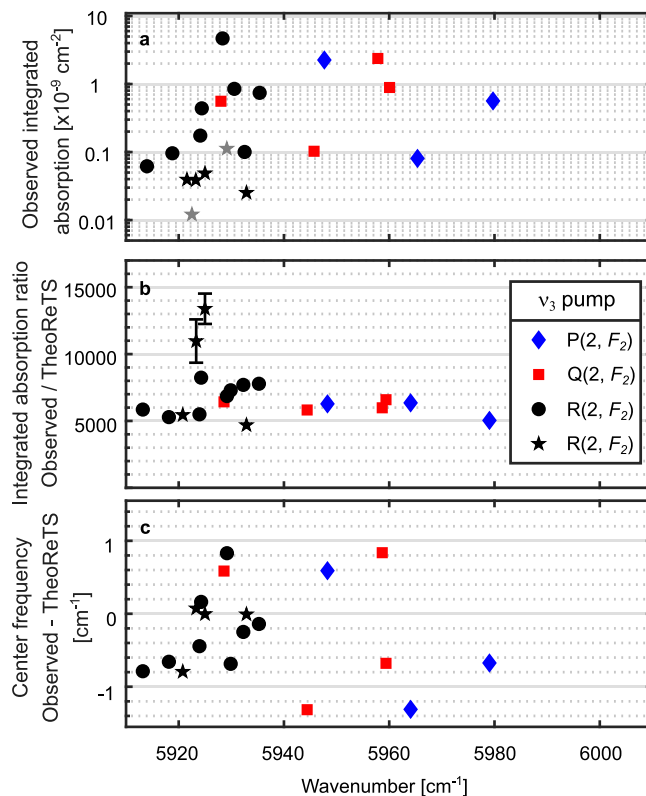 Observed integrated
absorption [x10⁻⁹ cm⁻²]
a
10
1
0.1
0.01
Integrated absorption ratio
Observed / TheoReTS
b
15000
10000
5000
0
ν₃ pump
P(2, F₂)
Q(2, F₂)
R(2, F₂)
R(2, F₂)
Center frequency
Observed - TheoReTS
[cm⁻¹]
c
1
0
-1
5920
5940
5960
5980
6000
Wavenumber [cm⁻¹]